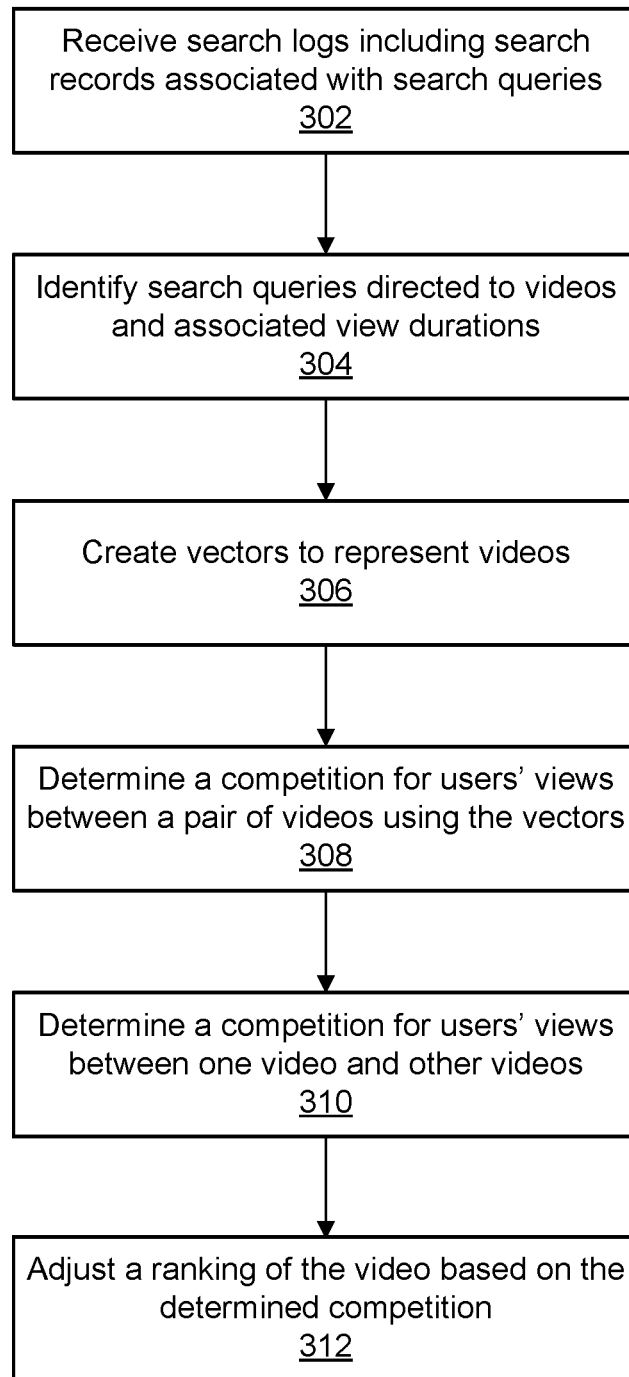 Receive search logs including search
records associated with search queries
302
Identify search queries directed to videos
and associated view durations
304
Create vectors to represent videos
306
Determine a competition for users’ views
between a pair of videos using the vectors
308
Determine a competition for users’ views
between one video and other videos
310
Adjust a ranking of the video based on the
determined competition
312